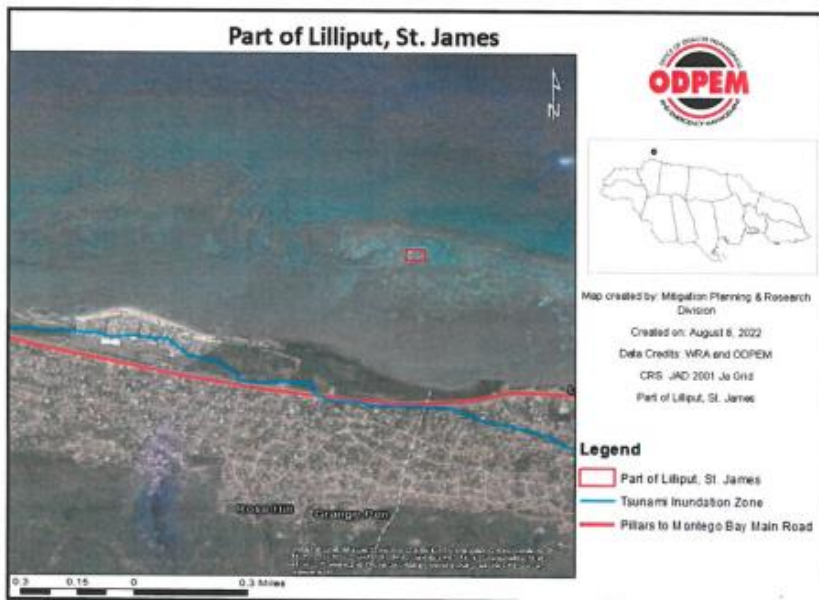 Part of Lilliput, St. James
N
ODPEM
Map created by: Mitigation Planning & Research
Division
Created on: August 8, 2022
Data Credits: WRA and ODPEM
CRS: JAD 2001 Ja Grid
Part of Lilliput, St. James
Legend
Part of Lilliput, St. James
Tsunami Inundation Zone
Pillars to Montego Bay Main Road
Rose Hill
Grange Pen
0.3 0.15 0 0.3 Miles